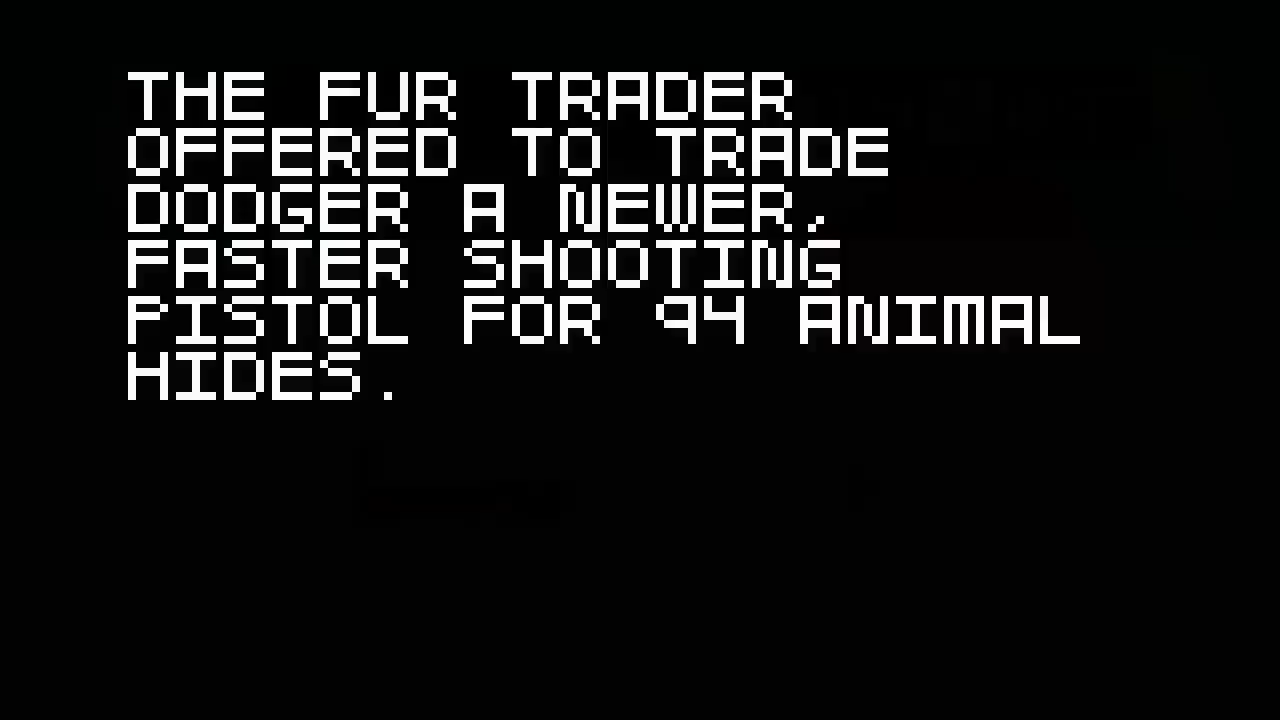 THE FUR TRADER
OFFERED TO TRADE
DODGER A NEWER,
FASTER SHOOTING
PISTOL FOR 94 ANIMAL
HIDES.